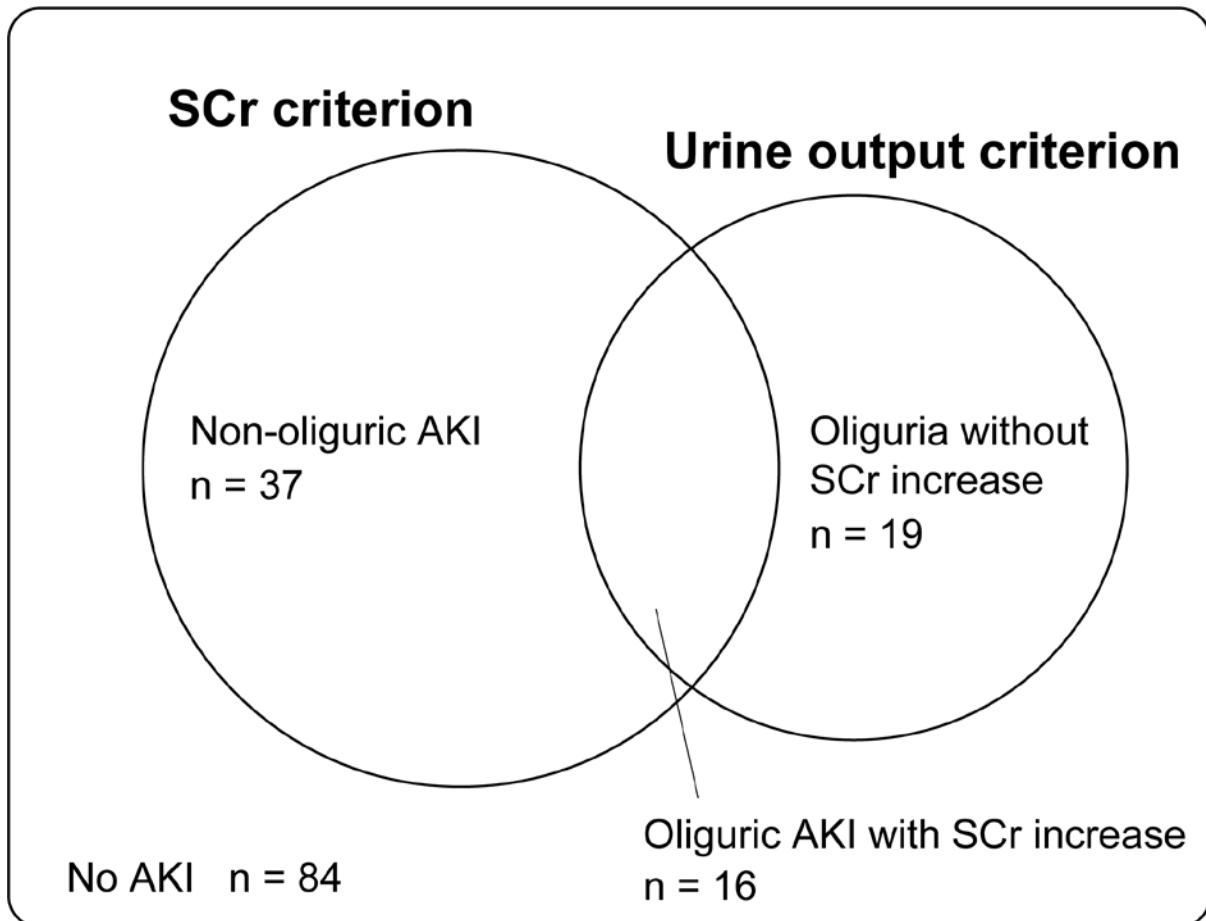 SCr criterion
Urine output criterion
Non-oliguric AKI
n = 37
Oliguria without
SCr increase
n = 19
Oliguric AKI with SCr increase
n = 16
No AKI n = 84